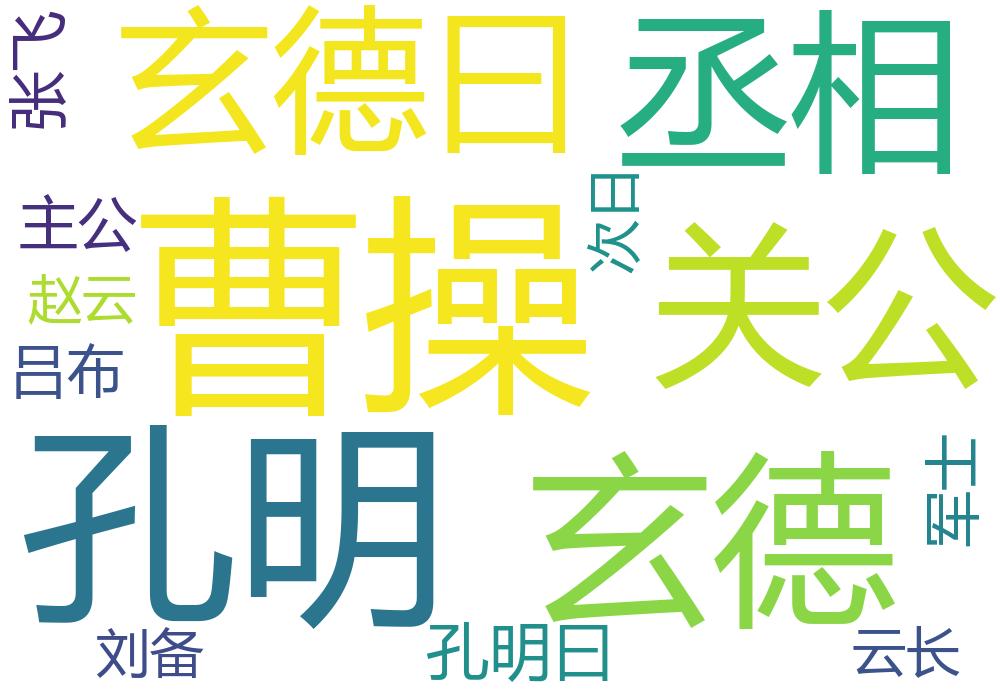 张飞
玄德曰
丞相
主公
曹操
次日
关公
赵云
吕布
孔明
玄德
军士
刘备
孔明曰
云长